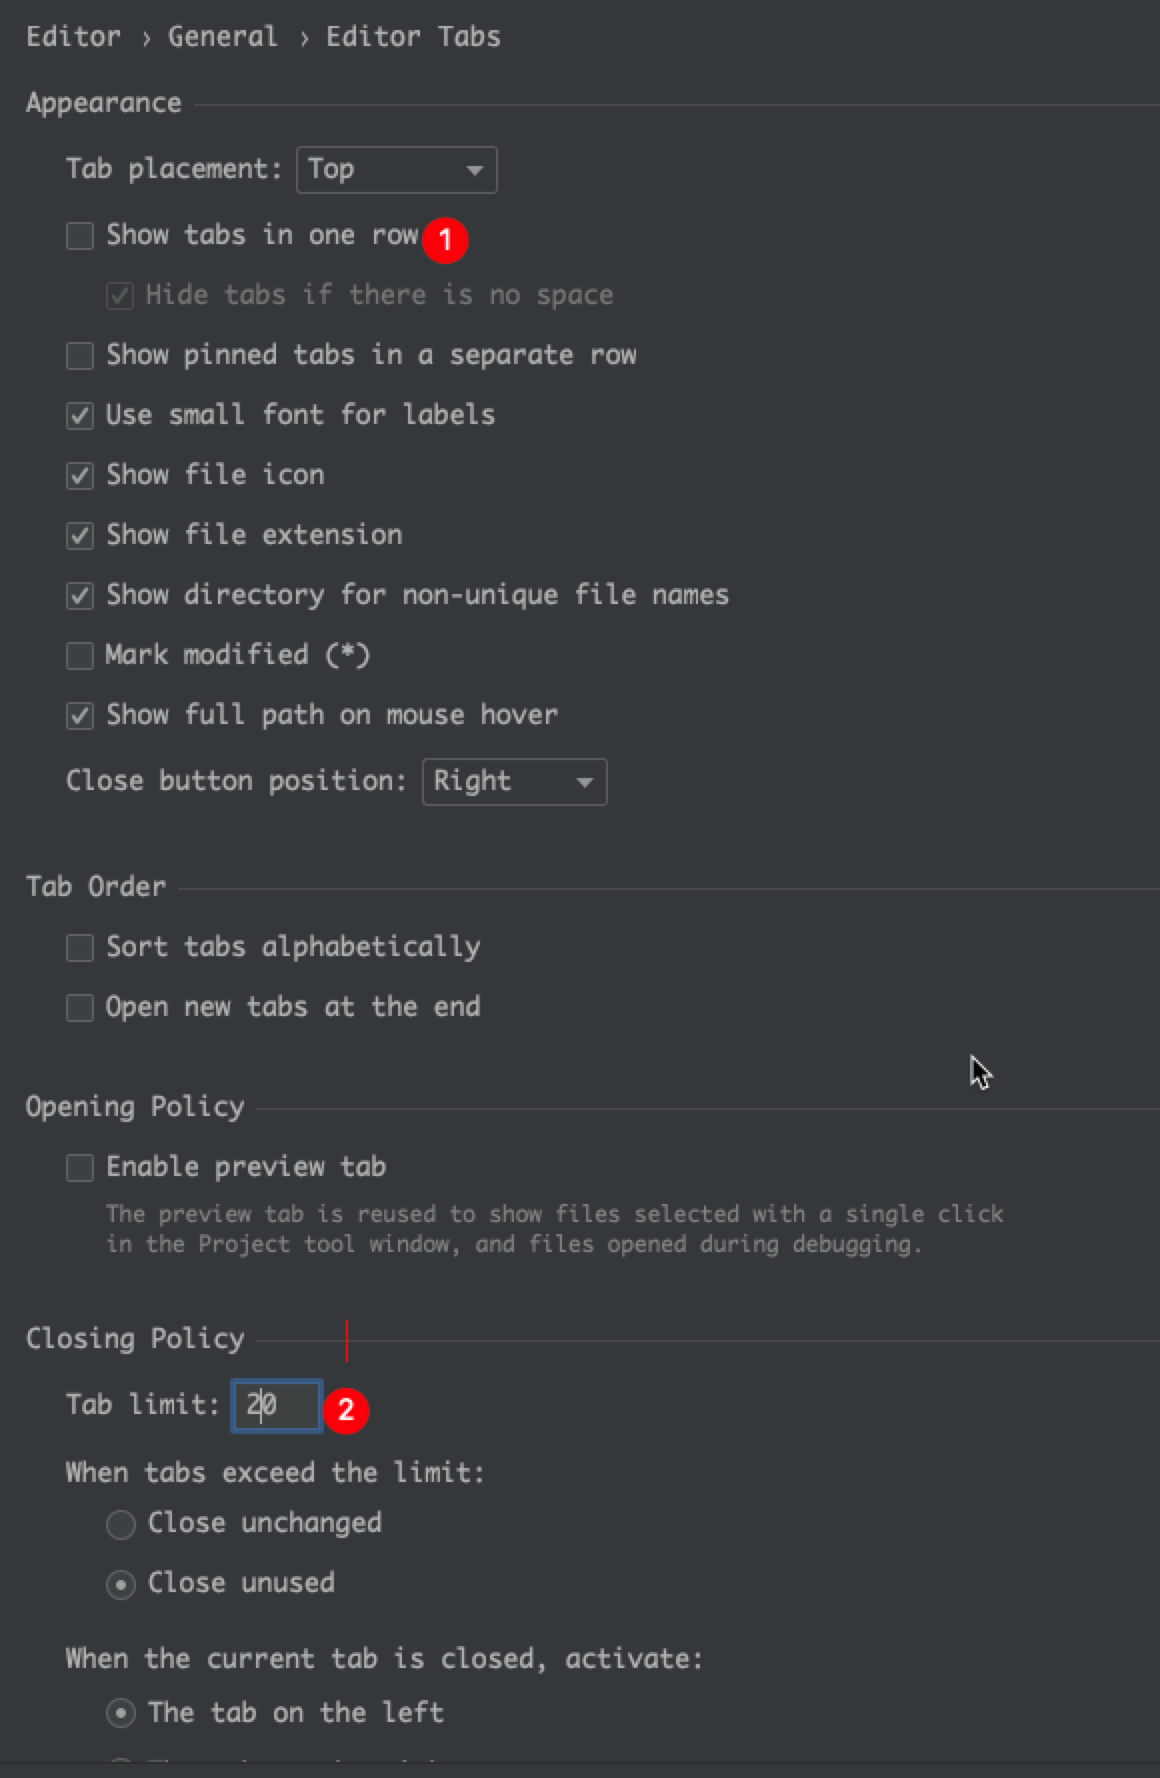 Editor › General › Editor Tabs
Appearance
Tab placement: Top
Show tabs in one row 1
Hide tabs if there is no space
Show pinned tabs in a separate row
Use small font for labels
Show file icon
Show file extension
Show directory for non-unique file names
Mark modified (*)
Show full path on mouse hover
Close button position: Right
Tab Order
Sort tabs alphabetically
Open new tabs at the end
Opening Policy
Enable preview tab
The preview tab is reused to show files selected with a single click
in the Project tool window, and files opened during debugging.
Closing Policy
Tab limit: 20 2
When tabs exceed the limit:
Close unchanged
Close unused
When the current tab is closed, activate:
The tab on the left